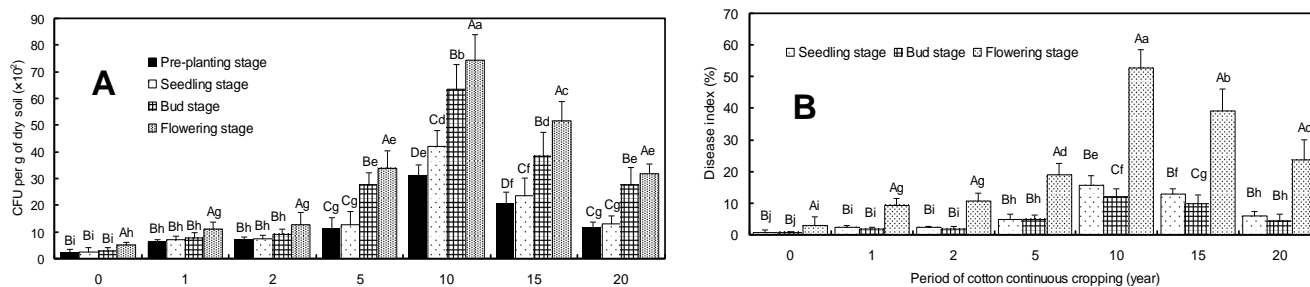 90
80
70
60
50
40
30
20
10
0
CFU per g of dry soil (×10²)
A
Pre-planting stage
Seedling stage
Bud stage
Flowering stage
Bi Bi Bi Ah
Bh Bh Bh Ag
Bh Bh Bh Ag
Cg Cg Be Ae
De Cd Bb Aa
Df Cf Bd Ac
Cg Cg Be Ae
0 1 2 5 10 15 20
70
60
50
40
30
20
10
0
Disease index (%)
B
Seedling stage Bud stage Flowering stage
Bj Bj Ai
Bi Bi Ag
Bi Bi Ag
Bh Bh Ad
Be Cf Aa
Bf Cg Ab
Bh Bh Ac
0 1 2 5 10 15 20
Period of cotton continuous cropping (year)